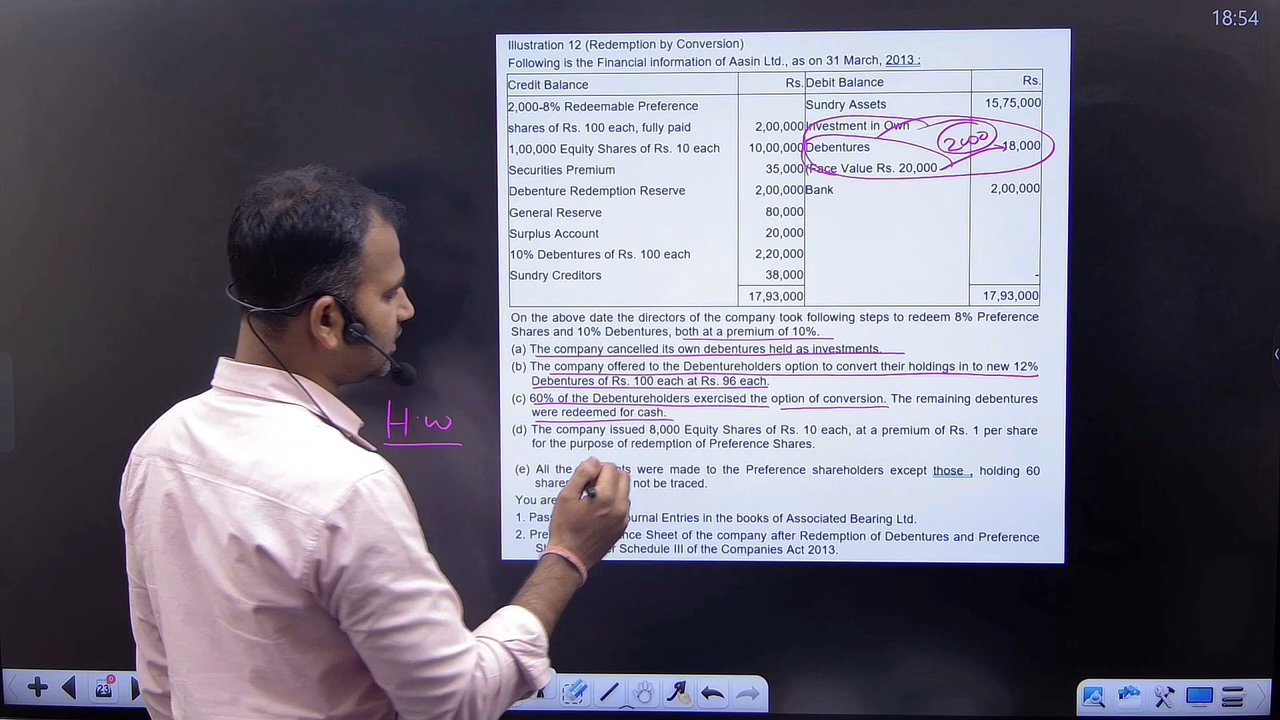 18:54
Illustration 12 (Redemption by Conversion)
Following is the Financial information of Aasin Ltd., as on 31 March, 2013 :
Credit Balance Rs. Debit Balance Rs.
2,000-8% Redeemable Preference Sundry Assets 15,75,000
shares of Rs. 100 each, fully paid 2,00,000 Investment in Own
1,00,000 Equity Shares of Rs. 10 each 10,00,000 Debentures 18,000
2000
Securities Premium 35,000 (Face Value Rs. 20,000
Debenture Redemption Reserve 2,00,000 Bank 2,00,000
General Reserve 80,000
Surplus Account 20,000
10% Debentures of Rs. 100 each 2,20,000
Sundry Creditors 38,000 -
17,93,000 17,93,000
On the above date the directors of the company took following steps to redeem 8% Preference
Shares and 10% Debentures, both at a premium of 10%.
(a) The company cancelled its own debentures held as investments.
(b) The company offered to the Debentureholders option to convert their holdings in to new 12%
Debentures of Rs. 100 each at Rs. 96 each.
(c) 60% of the Debentureholders exercised the option of conversion. The remaining debentures
were redeemed for cash.
H.W
(d) The company issued 8,000 Equity Shares of Rs. 10 each, at a premium of Rs. 1 per share
for the purpose of redemption of Preference Shares.
(e) All the were made to the Preference shareholders except those , holding 60
not be traced.
You are
1. in the books of Associated Bearing Ltd.
2. Sheet of the company after Redemption of Debentures and Preference
Schedule III of the Companies Act 2013.
23